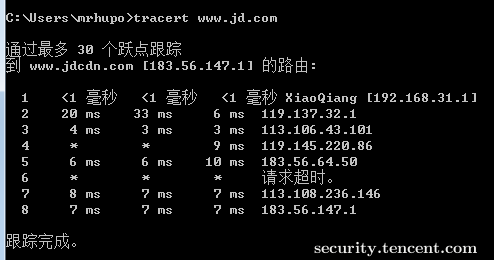 C:\Users\mrhupo>tracert www.jd.com
通过最多 30 个跃点跟踪
到 www.jdcdn.com [183.56.147.1] 的路由:
1 <1 毫秒 <1 毫秒 <1 毫秒 XiaoQiang [192.168.31.1]
2 20 ms 33 ms 6 ms 119.137.32.1
3 4 ms 3 ms 3 ms 113.106.43.101
4 * * 9 ms 119.145.220.86
5 6 ms 6 ms 10 ms 183.56.64.50
6 * * * 请求超时。
7 8 ms 7 ms 7 ms 113.108.236.146
8 7 ms 7 ms 7 ms 183.56.147.1
跟踪完成。
security.tencent.com